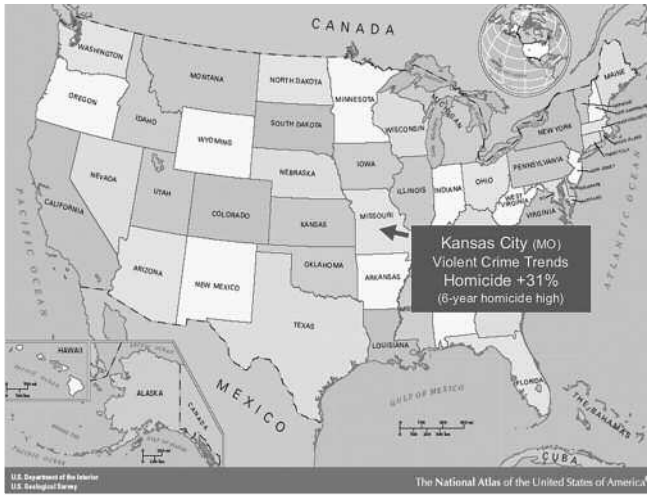 CANADA
WASHINGTON
MONTANA
NORTH DAKOTA
MINNESOTA
MAINE
OREGON
IDAHO
SOUTH DAKOTA
WISCONSIN
MICHIGAN
NEW YORK
WYOMING
IOWA
PENNSYLVANIA
NEBRASKA
OHIO
NEVADA
UTAH
ILLINOIS
INDIANA
WEST
VIRGINIA
VIRGINIA
CALIFORNIA
COLORADO
KANSAS
MISSOURI
PACIFIC OCEAN
ATLANTIC OCEAN
Kansas City (MO)
Violent Crime Trends
Homicide +31%
(6-year homicide high)
ARIZONA
NEW MEXICO
OKLAHOMA
ARKANSAS
TEXAS
LOUISIANA
FLORIDA
HAWAII
ALASKA
CANADA
MEXICO
GULF OF MEXICO
THE BAHAMAS
CUBA
U.S. Department of the Interior
U.S. Geological Survey
The National Atlas of the United States of America